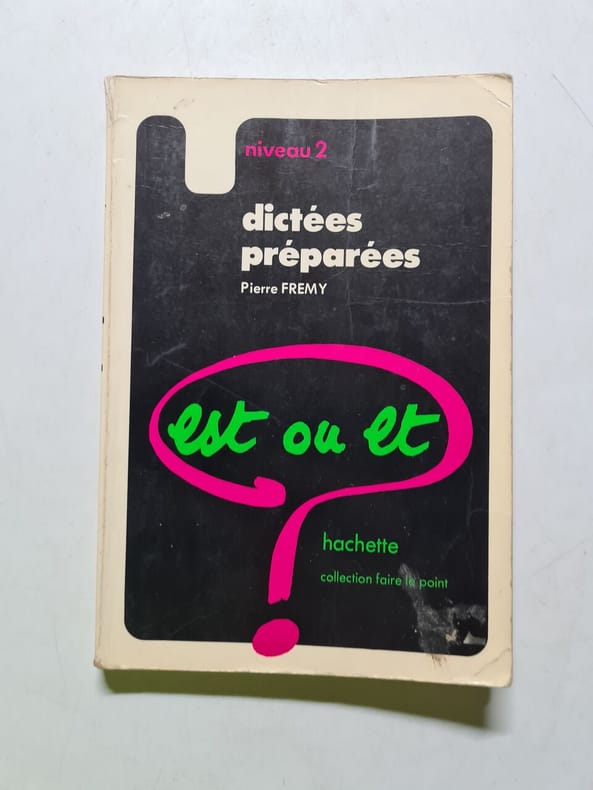 niveau 2
dictées
préparées
Pierre FREMY
est ou et
?
hachette
collection faire le point